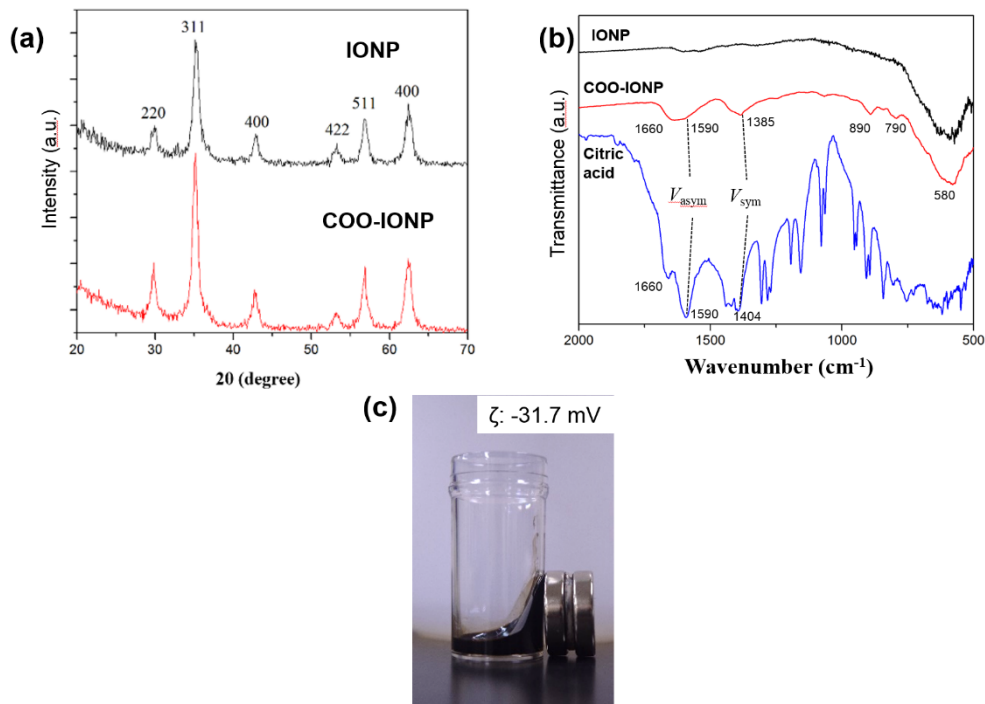 (a)
311
IONP
220
400
422
511
400
COO-IONP
Intensity (a.u.)
20
30
40
50
60
70
20 (degree)
(b)
IONP
COO-IONP
1660
1590
1385
890
790
Citric
acid
580
Vasym
Vsym
1660
1590
1404
Transmittance (a.u.)
2000
1500
1000
500
Wavenumber (cm-1)
(c)
ζ: -31.7 mV